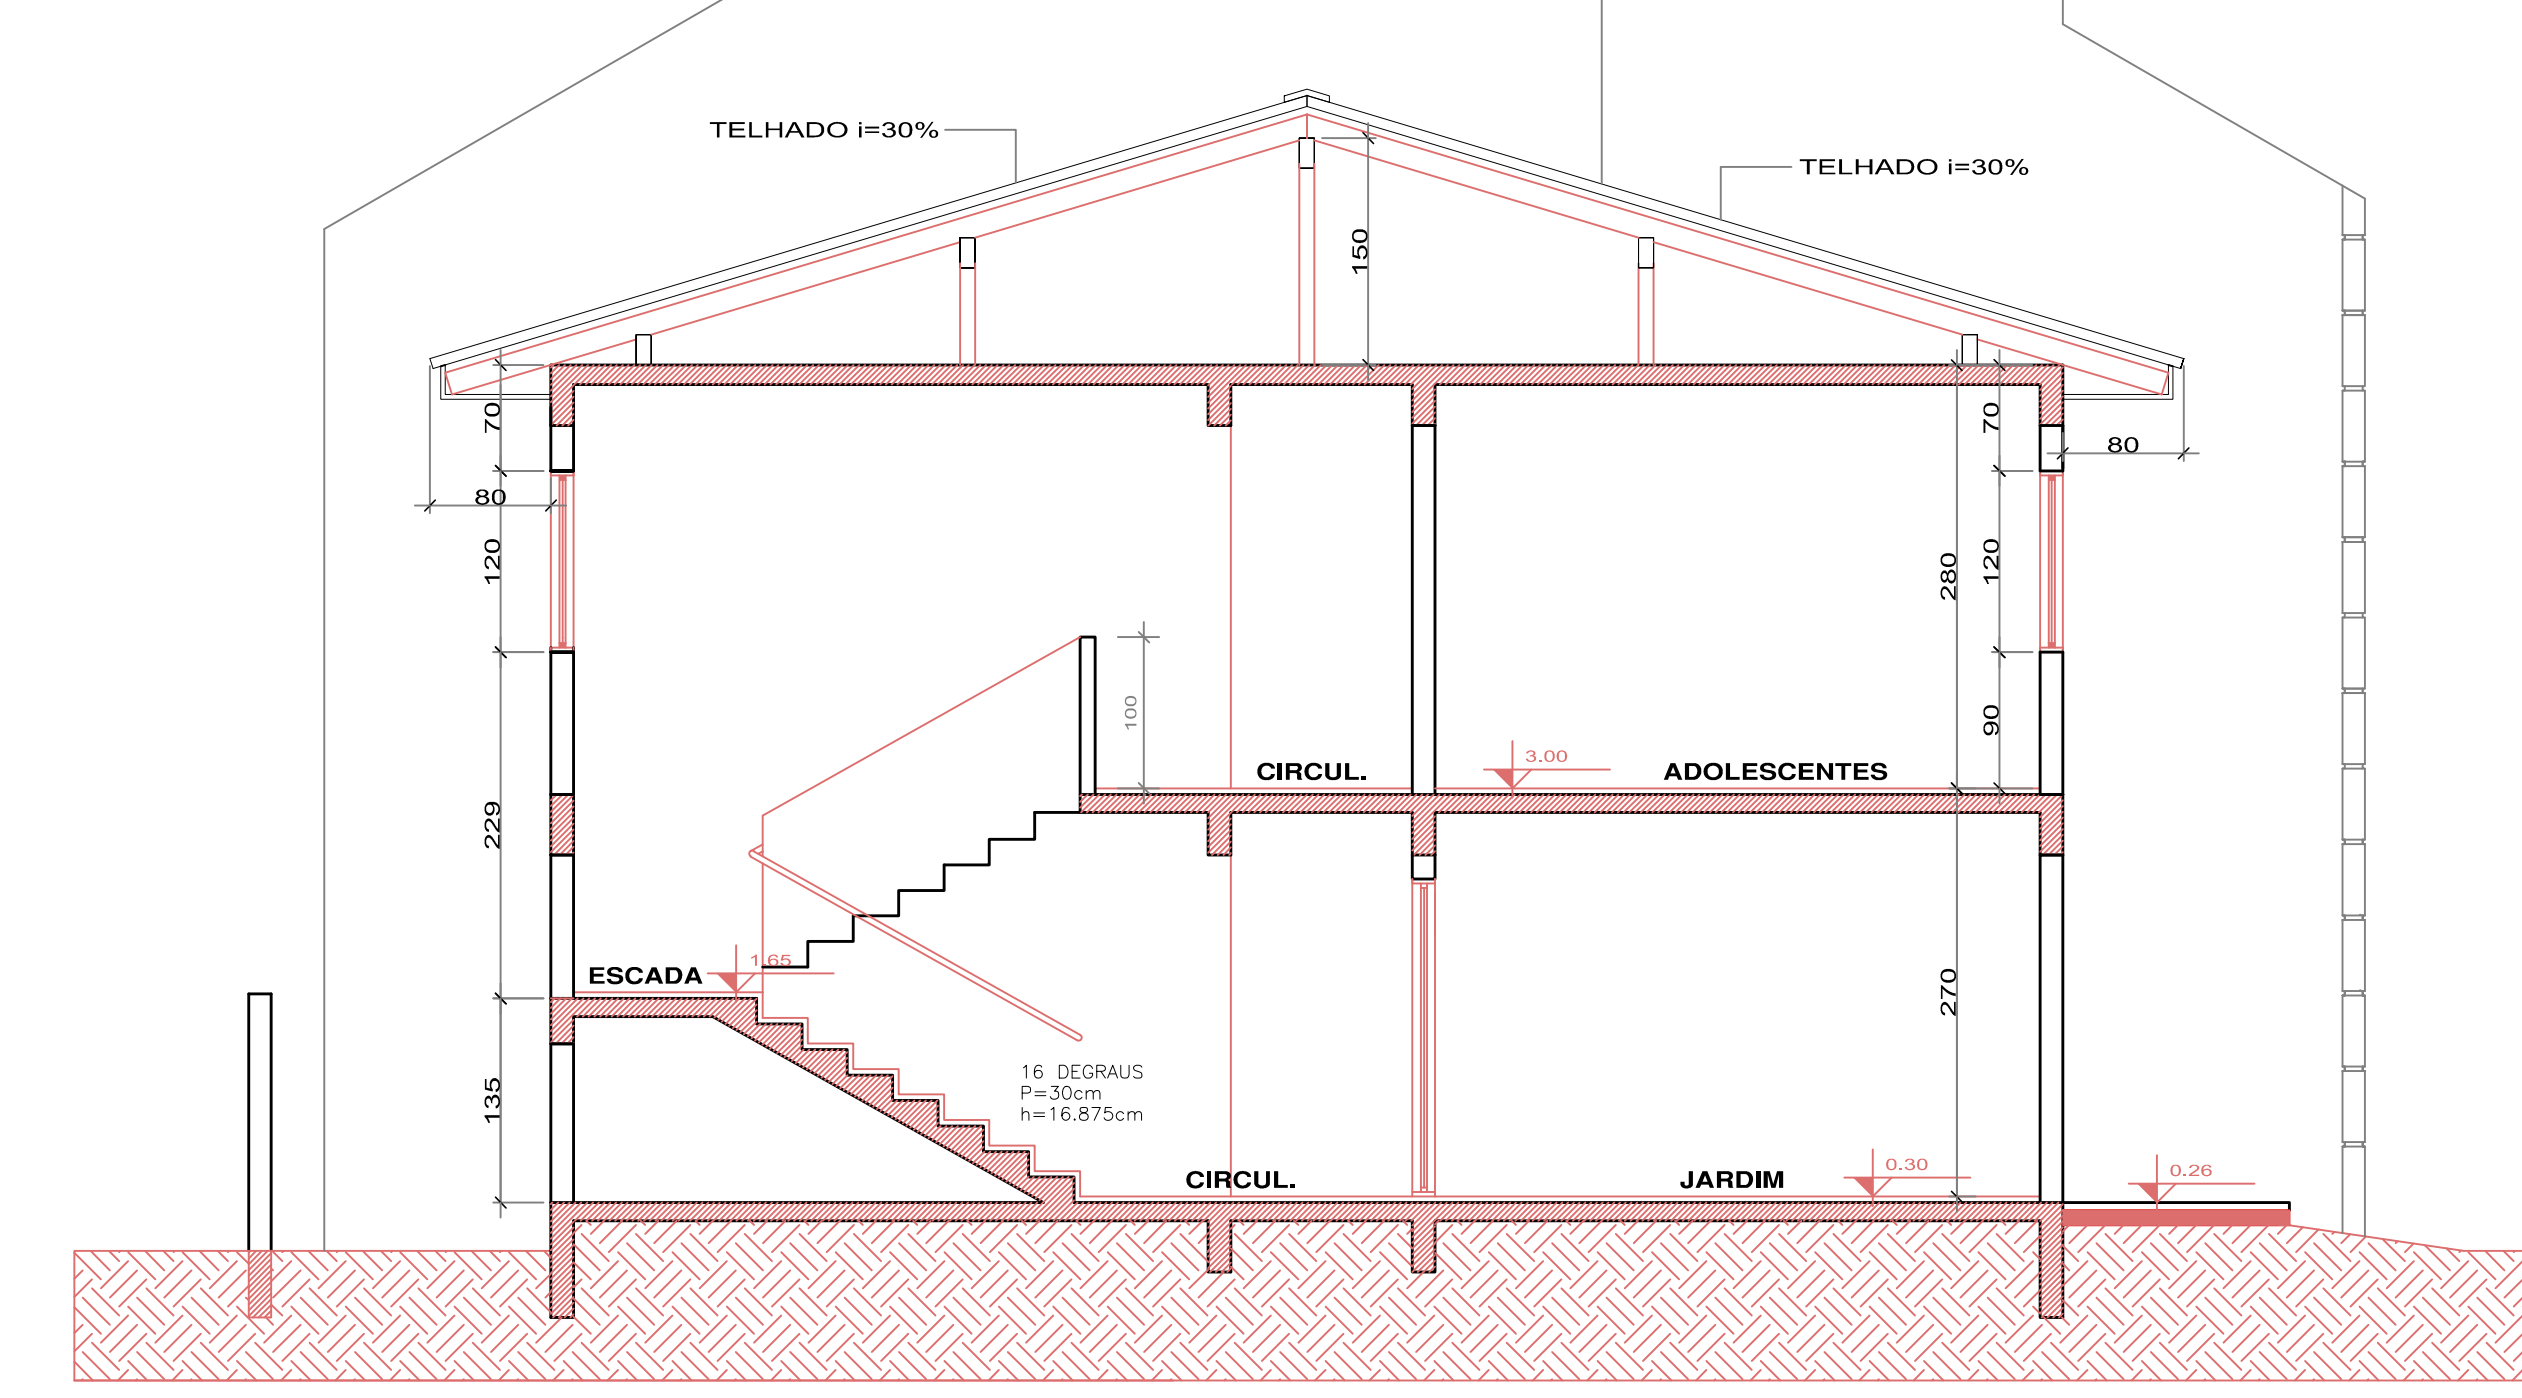 TELHADO i=30%
TELHADO i=30%
150
70
70
80
80
120
120
280
229
100
90
CIRCUL.
3.00
ADOLESCENTES
ESCADA
1.65
270
135
16 DEGRAUS
P=30cm
h=16.875cm
CIRCUL.
JARDIM
0.30
0.26